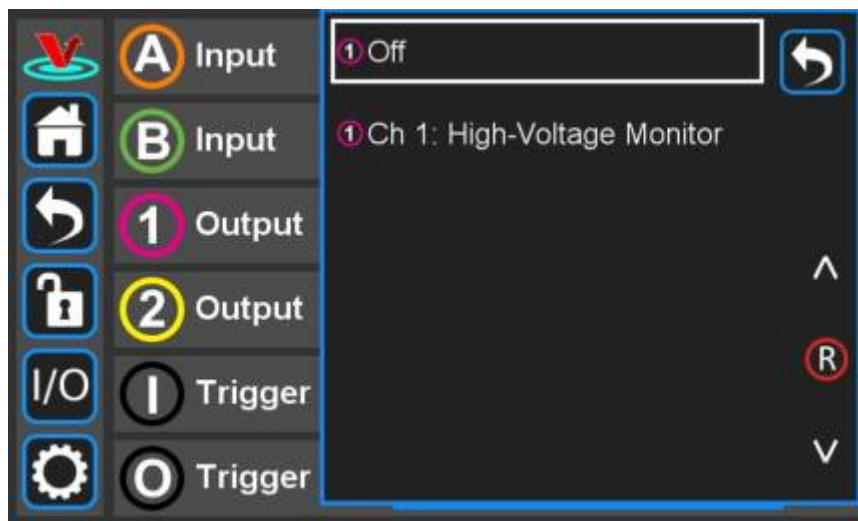 A Input
B Input
1 Output
2 Output
I/O
I Trigger
O Trigger
1 Off
1 Ch 1: High-Voltage Monitor
R